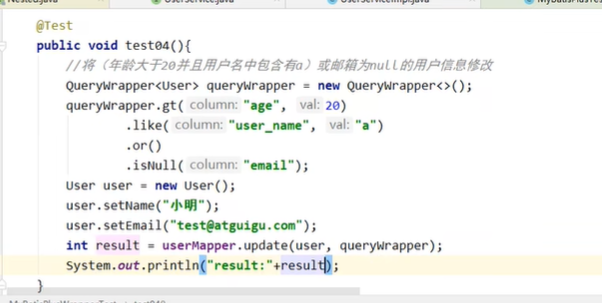 UserService.java UserServiceImpl.java
@Test
public void test04(){
//将（年龄大于20并且用户名中包含有a）或邮箱为null的用户信息修改
QueryWrapper<User> queryWrapper = new QueryWrapper<>();
queryWrapper.gt( column: "age", val: 20)
.like( column: "user_name", val: "a")
.or()
.isNull( column: "email");
User user = new User();
user.setName("小明");
user.setEmail("test@atguigu.com");
int result = userMapper.update(user, queryWrapper);
System.out.println("result:"+result);
}